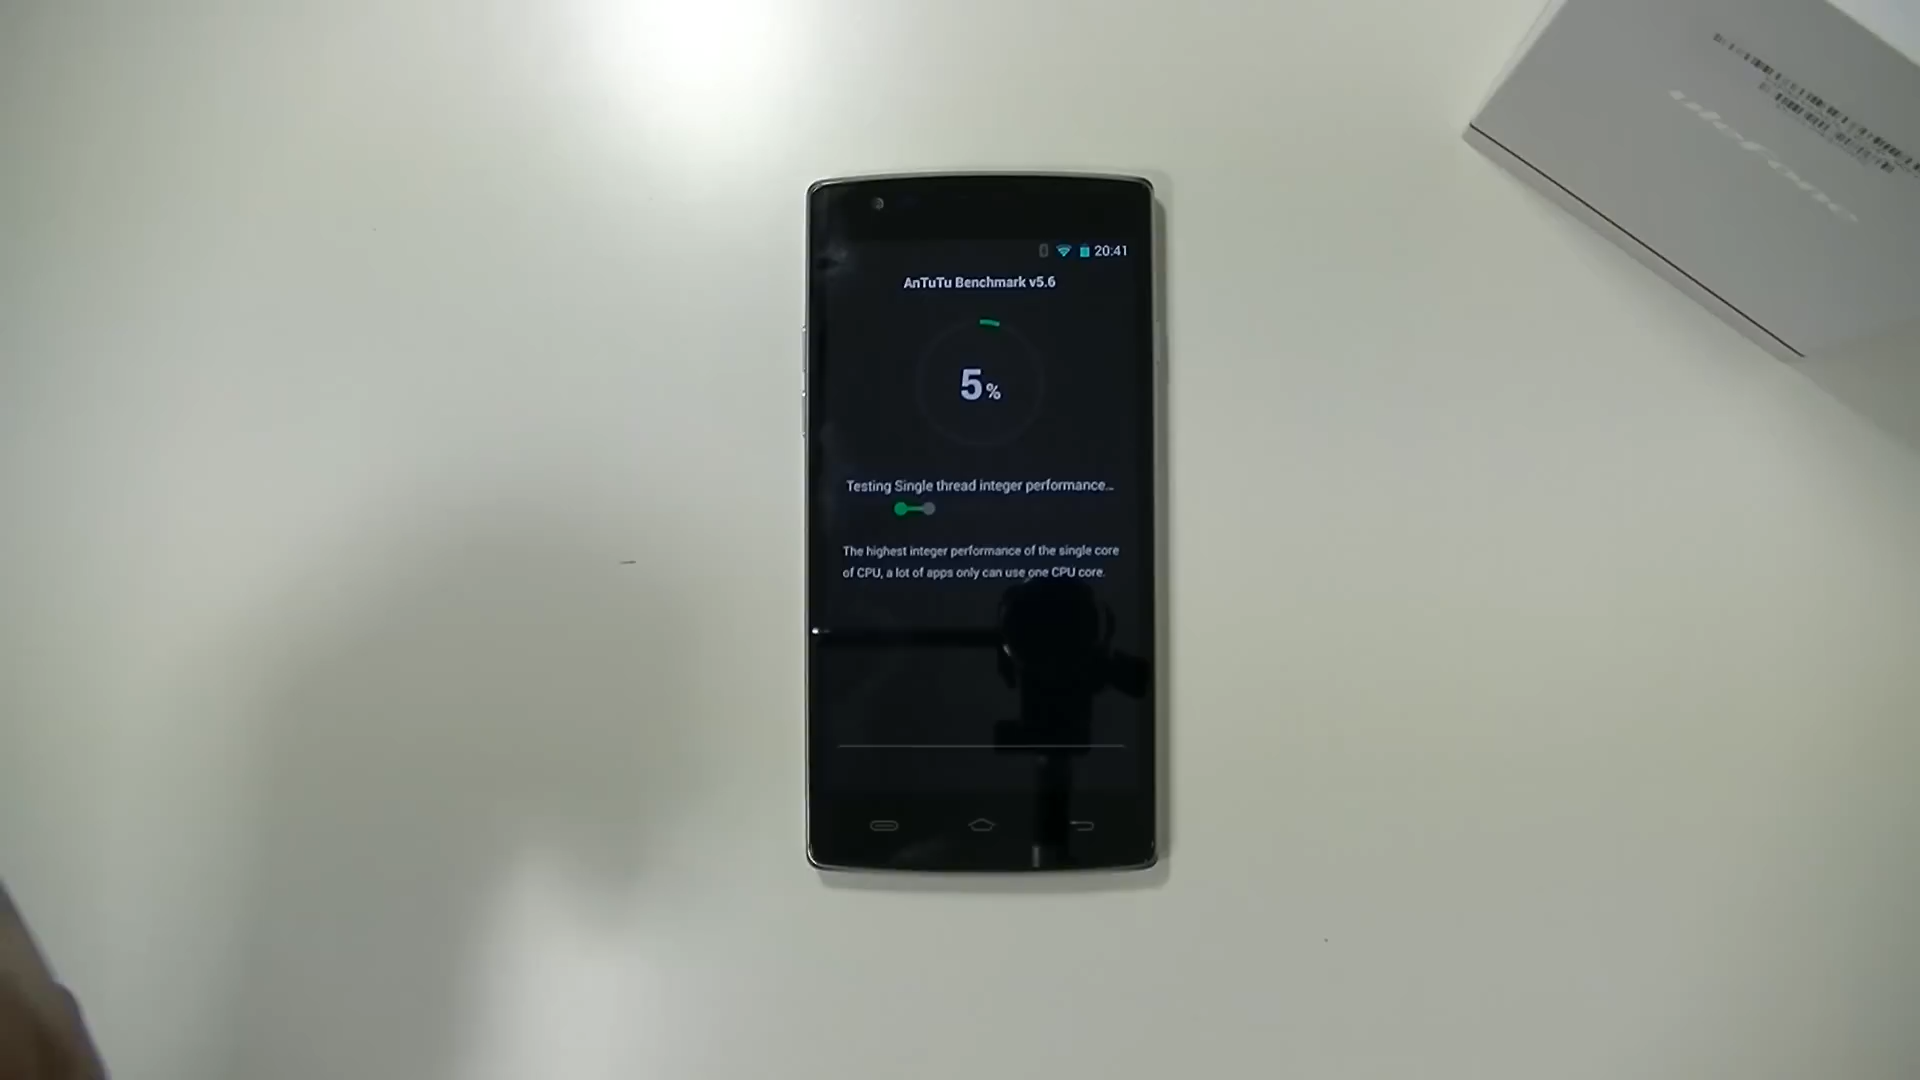 20:41
AnTuTu Benchmark v5.6
5%
Testing Single thread integer performance...
The highest integer performance of the single core
of CPU, a lot of apps only can use one CPU core.
ulefone